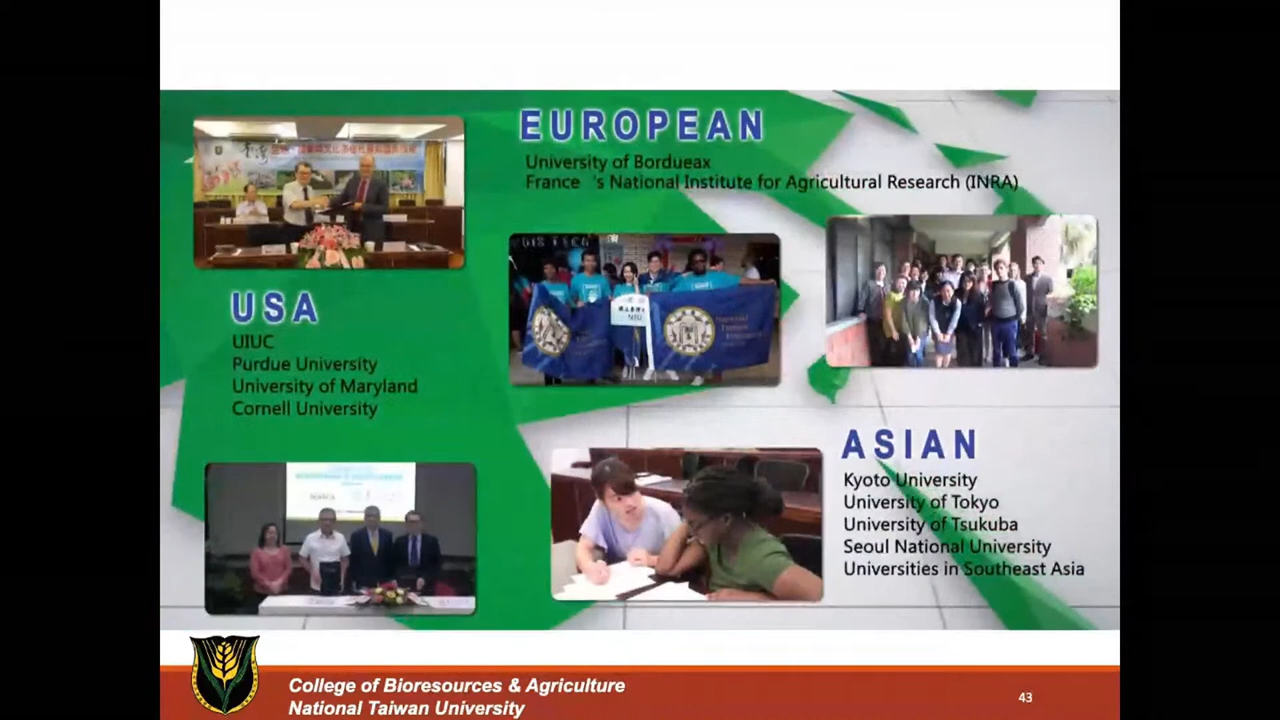 EUROPEAN
University of Bordueax
France 's National Institute for Agricultural Research (INRA)
USA
UIUC
Purdue University
University of Maryland
Cornell University
ASIAN
Kyoto University
University of Tokyo
University of Tsukuba
Seoul National University
Universities in Southeast Asia
College of Bioresources & Agriculture
National Taiwan University
43